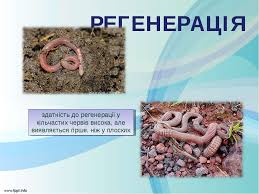 РЕГЕНЕРАЦІЯ
здатність до регенерації у
кільчастих червів висока, але
виявляється гірше, ніж у плоских